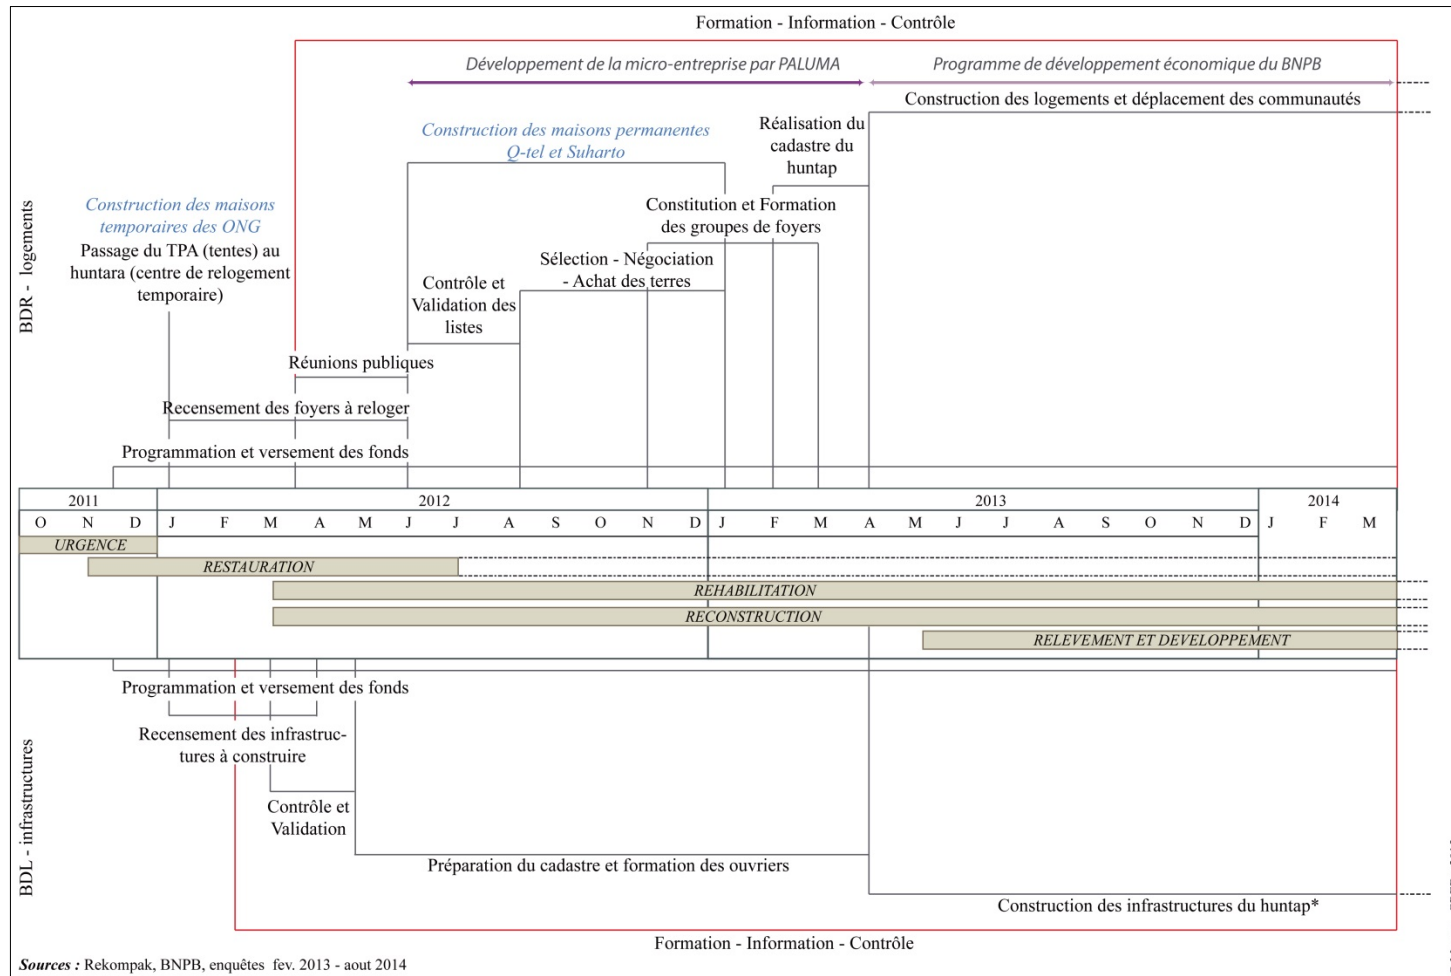 Formation - Information - Contrôle
Développement de la micro-entreprise par PALUMA
Programme de développement économique du BNPB
Construction des logements et déplacement des communautés
Réalisation du
cadastre du
huntap
Construction des maisons permanentes
Q-tel et Suharto
BDR - logements
Construction des maisons
temporaires des ONG
Passage du TPA (tentes) au
huntara (centre de relogement
temporaire)
Constitution et Formation
des groupes de foyers
Sélection - Négociation
- Achat des terres
Contrôle et
Validation des
listes
Réunions publiques
Recensement des foyers à reloger
Programmation et versement des fonds
2011 2012 2013 2014
O N D J F M A M J J A S O N D J F M A M J J A S O N D J F M
URGENCE
RESTAURATION
REHABILITATION
RECONSTRUCTION
RELEVEMENT ET DEVELOPPEMENT
BDL - infrastructures
Programmation et versement des fonds
Recensement des infrastruc-
tures à construire
Contrôle et
Validation
Préparation du cadastre et formation des ouvriers
Construction des infrastructures du huntap*
Formation - Information - Contrôle
Sources : Rekompak, BNPB, enquêtes fev. 2013 - aout 2014